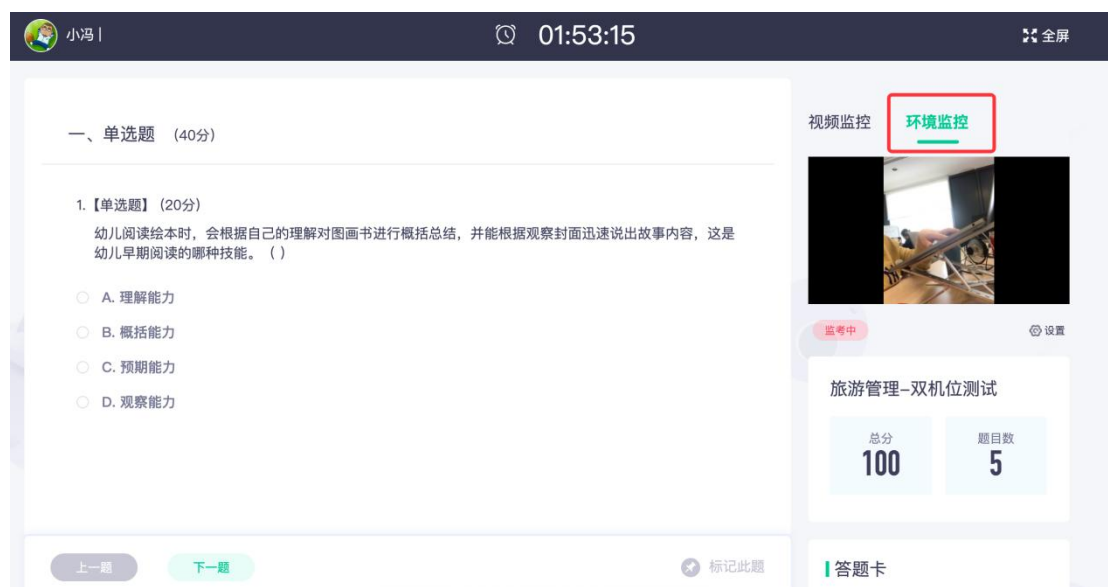 小冯 |
01:53:15
全屏
一、单选题 （40分）
1.【单选题】（20分）
幼儿阅读绘本时，会根据自己的理解对图画书进行概括总结，并能根据观察封面迅速说出故事内容，这是
幼儿早期阅读的哪种技能。（ ）
A. 理解能力
B. 概括能力
C. 预期能力
D. 观察能力
上一题
下一题
标记此题
视频监控
环境监控
监考中
设置
旅游管理–双机位测试
总分
100
题目数
5
答题卡